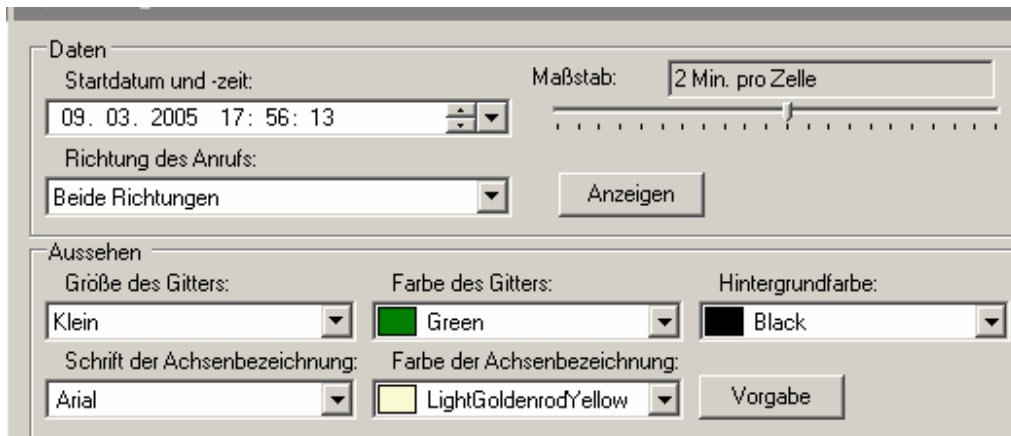 Daten
Startdatum und -zeit:
Maßstab:
2 Min. pro Zelle
09. 03. 2005 17: 56: 13
Richtung des Anrufs:
Beide Richtungen
Anzeigen
Aussehen
Größe des Gitters:
Farbe des Gitters:
Hintergrundfarbe:
Klein
Green
Black
Schrift der Achsenbezeichnung:
Farbe der Achsenbezeichnung:
Arial
LightGoldenrodYellow
Vorgabe